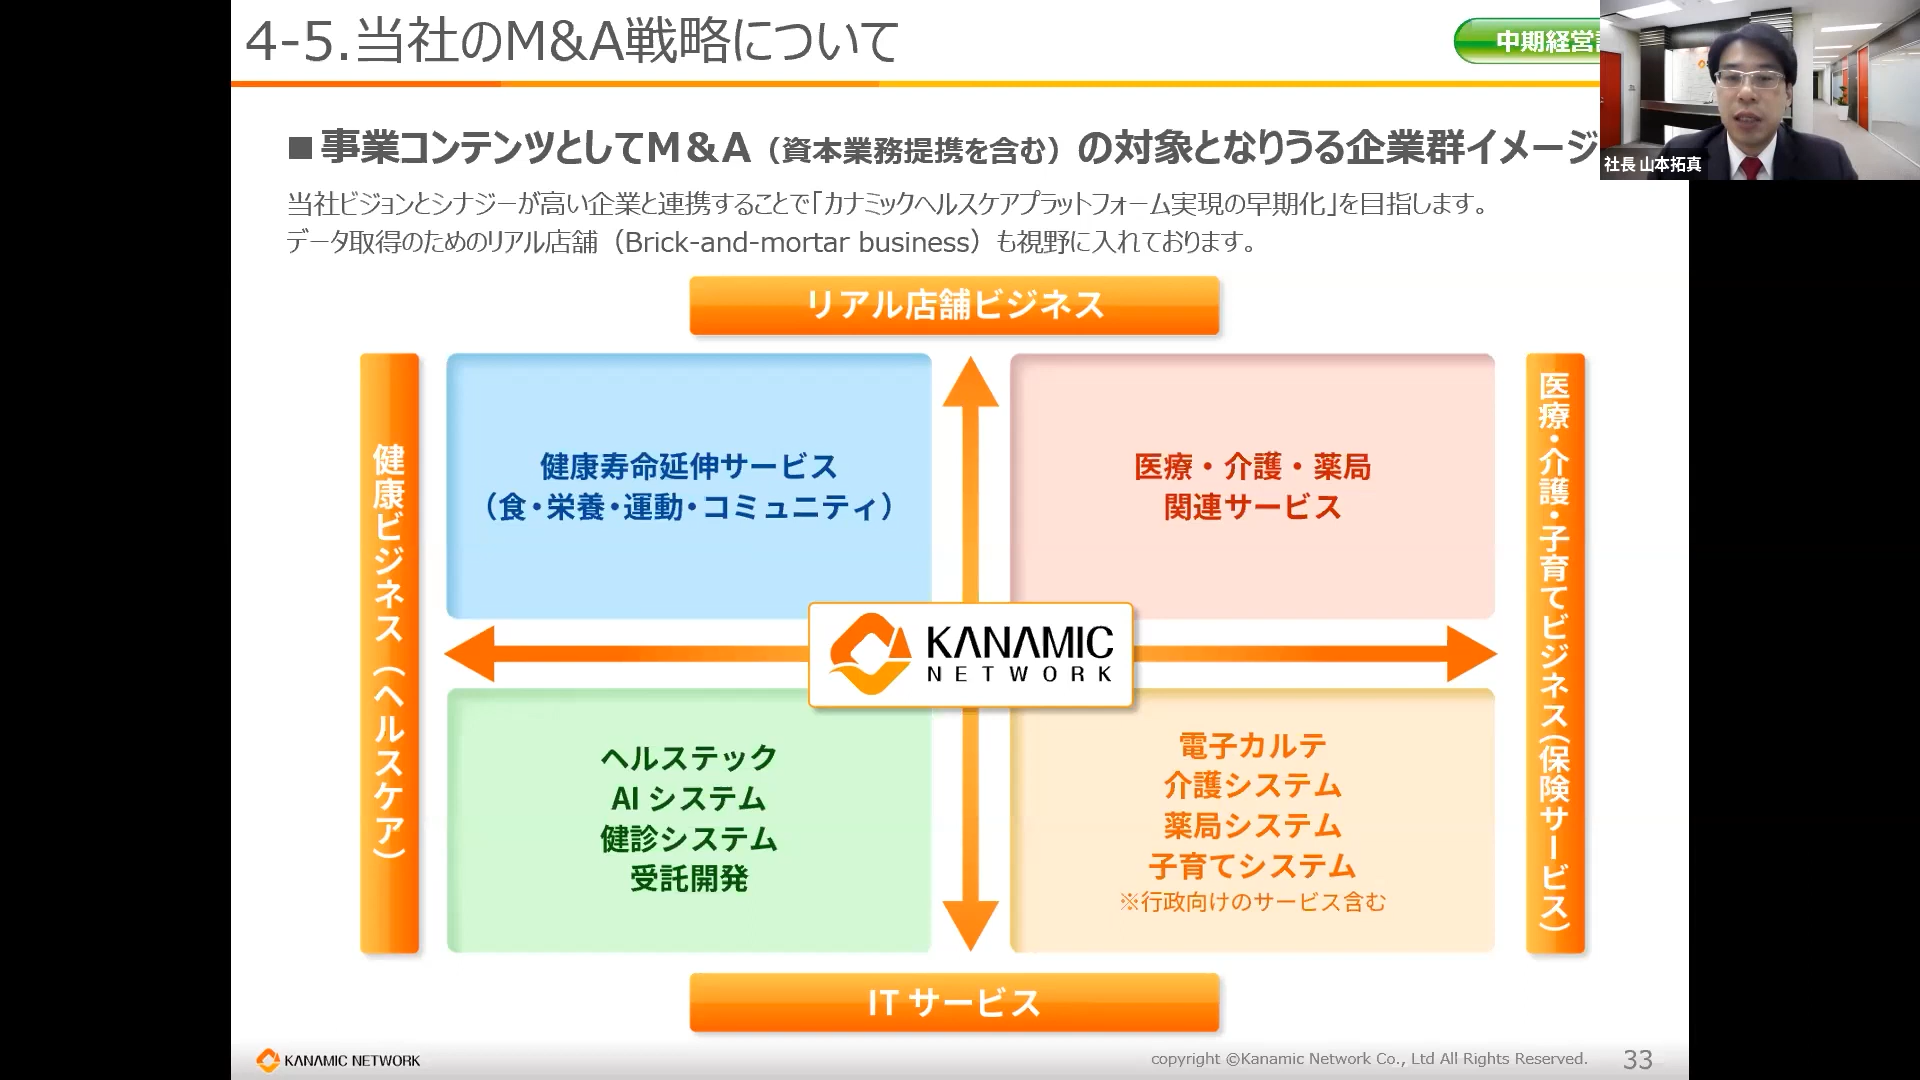 4-5.当社のM&A戦略について
中期経営
社長 山本拓真
■事業コンテンツとしてM&A（資本業務提携を含む）の対象となりうる企業群イメージ
当社ビジョンとシナジーが高い企業と連携することで「カナミックヘルスケアプラットフォーム実現の早期化」を目指します。
データ取得のためのリアル店舗（Brick-and-mortar business）も視野に入れております。
リアル店舗ビジネス
健康ビジネス（ヘルスケア）
健康寿命延伸サービス
（食・栄養・運動・コミュニティ）
医療・介護・薬局
関連サービス
医療・介護・子育てビジネス（保険サービス）
KANAMIC
NETWORK
ヘルステック
AI システム
健診システム
受託開発
電子カルテ
介護システム
薬局システム
子育てシステム
※行政向けのサービス含む
IT サービス
KANAMIC NETWORK
copyright ©Kanamic Network Co., Ltd All Rights Reserved.
33